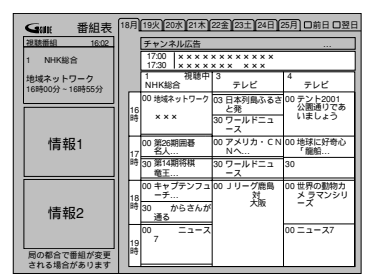 GGUIDE 番組表
18月 19火 20水 21木 22金 23土 24日 25月 □前日 □翌日
視聴番組 16:02
1 NHK総合
地域ネットワーク
16時00分~16時55分
情報1
情報2
局の都合で番組が変更
される場合があります
チャンネル広告 ...
17:00 ××××××××××××
17:30 ×××××××　×××
1 視聴中
NHK総合
3
テレビ
4
テレビ
16時
00 地域ネットワーク
×××
03 日本列島ふるさ
と発
30 ワールドニュ
ース
00 テント2001
公園通りであ
いましょう
17時
00 第26期囲碁
名人...
30 第14期将棋
竜王...
00 アメリカ・CN
Nへ...
30 ワールドニュ
ース
00 地球に好奇心
「龍船...
30
18時
00 キャプテンフュ
ーチ...
30 からさんが
通る
00 Jリーグ鹿島
対
大阪
00 世界の動物カ
メラマンシリ
ーズ
19時
00 ニュース
7
00 ニュース7